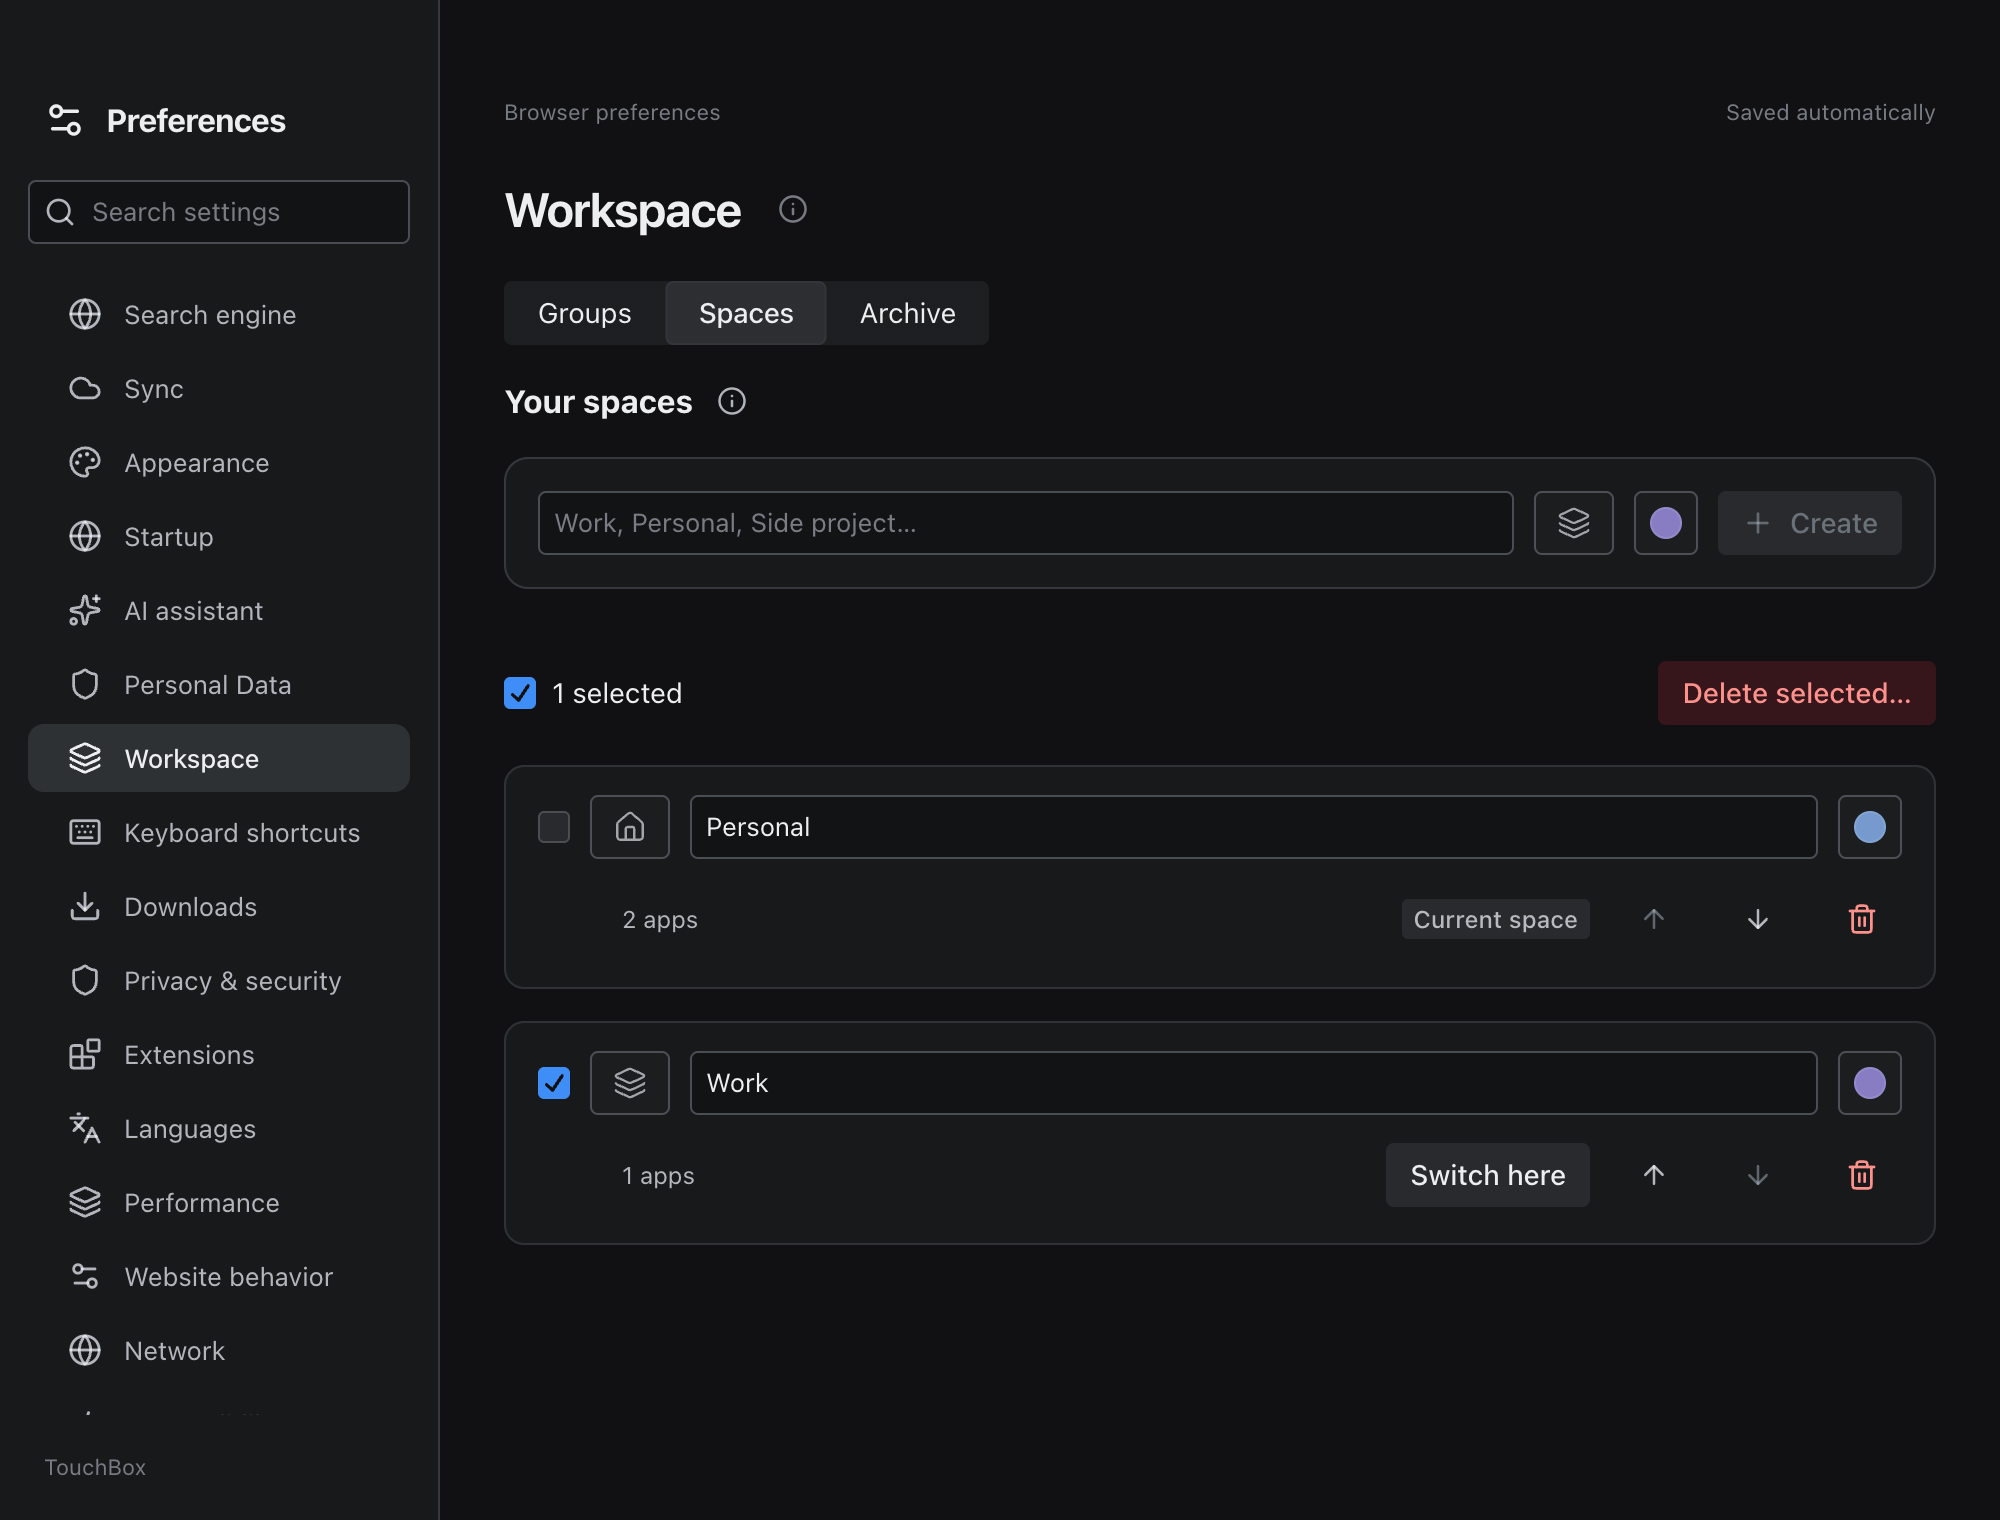 Preferences
Search settings
Search engine
Sync
Appearance
Startup
AI assistant
Personal Data
Workspace
Keyboard shortcuts
Downloads
Privacy & security
Extensions
Languages
Performance
Website behavior
Network
TouchBox
Browser preferences
Saved automatically
Workspace
Groups
Spaces
Archive
Your spaces
Work, Personal, Side project...
Create
1 selected
Delete selected...
Personal
2 apps
Current space
Work
1 apps
Switch here